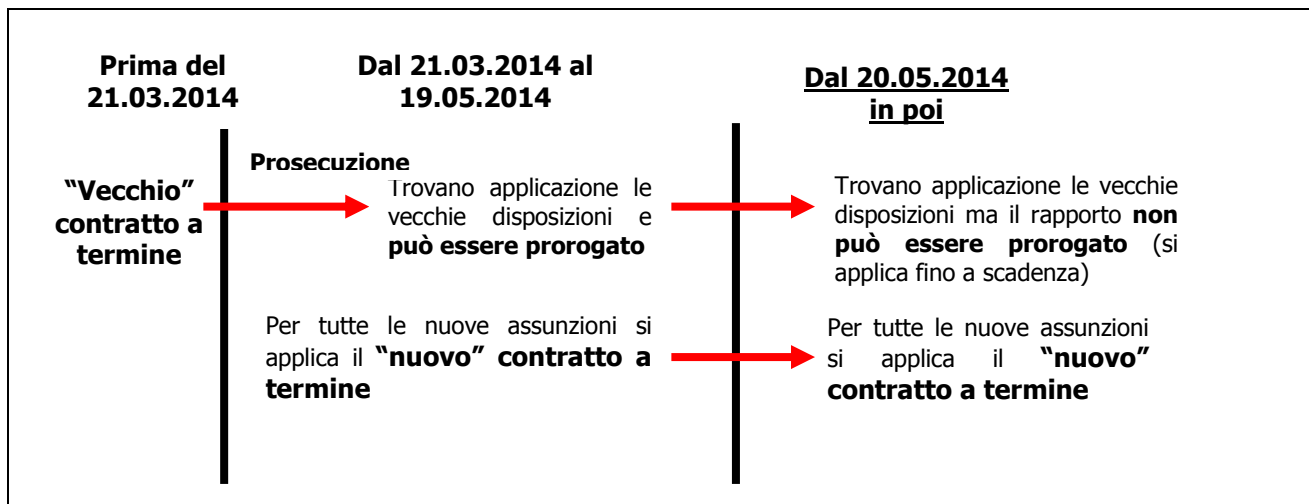 Prima del
21.03.2014
Dal 21.03.2014 al
19.05.2014
Dal 20.05.2014
in poi
Prosecuzione
“Vecchio”
contratto a
termine
Trovano applicazione le
vecchie disposizioni e
può essere prorogato
Trovano applicazione le vecchie
disposizioni ma il rapporto non
può essere prorogato (si
applica fino a scadenza)
Per tutte le nuove assunzioni si
applica il “nuovo” contratto a
termine
Per tutte le nuove assunzioni
si applica il “nuovo”
contratto a termine